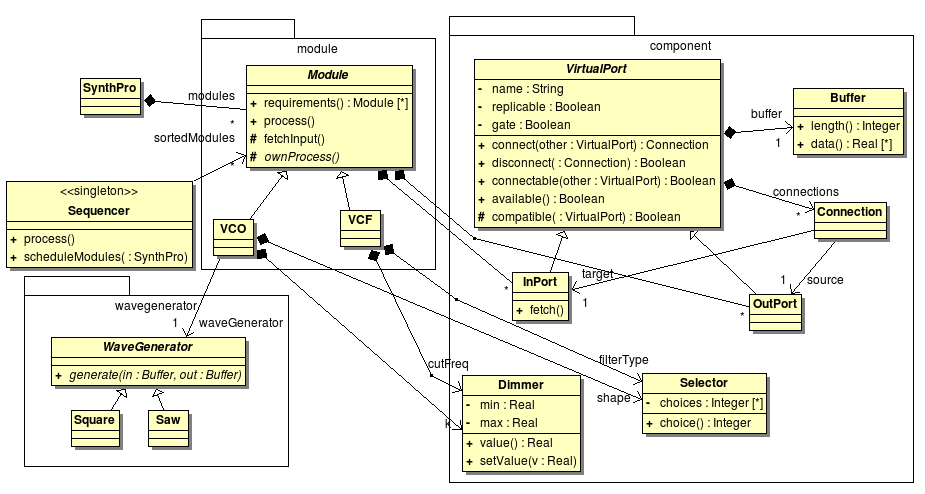 module
component
SynthPro
modules
*
sortedModules
*
Module
+ requirements() : Module [*]
+ process()
# fetchInput()
# ownProcess()
VirtualPort
- name : String
- replicable : Boolean
- gate : Boolean
+ connect(other : VirtualPort) : Connection
+ disconnect( : Connection) : Boolean
+ connectable(other : VirtualPort) : Boolean
+ available() : Boolean
# compatible( : VirtualPort) : Boolean
buffer
1
Buffer
+ length() : Integer
+ data() : Real [*]
connections
*
Connection
<<singleton>>
Sequencer
+ process()
+ scheduleModules( : SynthPro)
VCO
VCF
InPort
+ fetch()
*
target
1
1
source
OutPort
*
wavegenerator
1
waveGenerator
WaveGenerator
+ generate(in : Buffer, out : Buffer)
Square
Saw
cutFreq
k
Dimmer
- min : Real
- max : Real
+ value() : Real
+ setValue(v : Real)
filterType
shape
Selector
- choices : Integer [*]
+ choice() : Integer